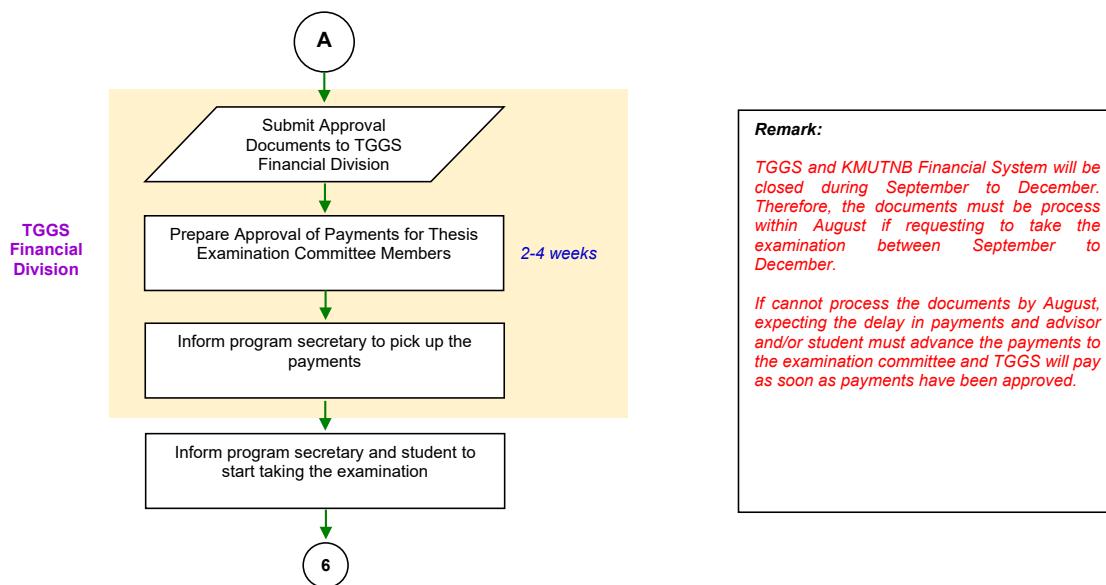 A
Submit Approval
Documents to TGGS
Financial Division
TGGS
Financial
Division
Prepare Approval of Payments for Thesis
Examination Committee Members
2-4 weeks
Inform program secretary to pick up the
payments
Inform program secretary and student to
start taking the examination
6
Remark:
TGGS and KMUTNB Financial System will be
closed during September to December.
Therefore, the documents must be process
within August if requesting to take the
examination between September to
December.
If cannot process the documents by August,
expecting the delay in payments and advisor
and/or student must advance the payments to
the examination committee and TGGS will pay
as soon as payments have been approved.